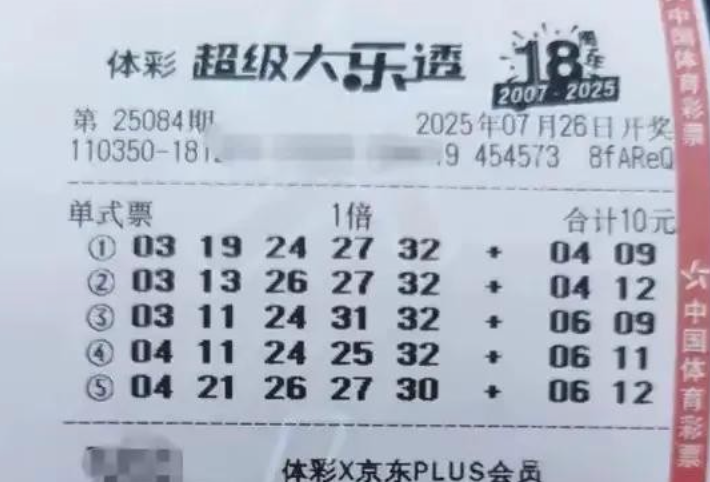 体彩 超级大乐透 18周年
2007-2025
第 25084期 2025年07月26日开奖
110350-181 9 454573 8fAReQ
单式票 1倍 合计10元
① 03 19 24 27 32 + 04 09
② 03 13 26 27 32 + 04 12
③ 03 11 24 31 32 + 06 09
④ 04 11 24 25 32 + 06 11
⑤ 04 21 26 27 30 + 06 12
体彩X京东PLUS会员
中国体育彩票
中国体育彩票